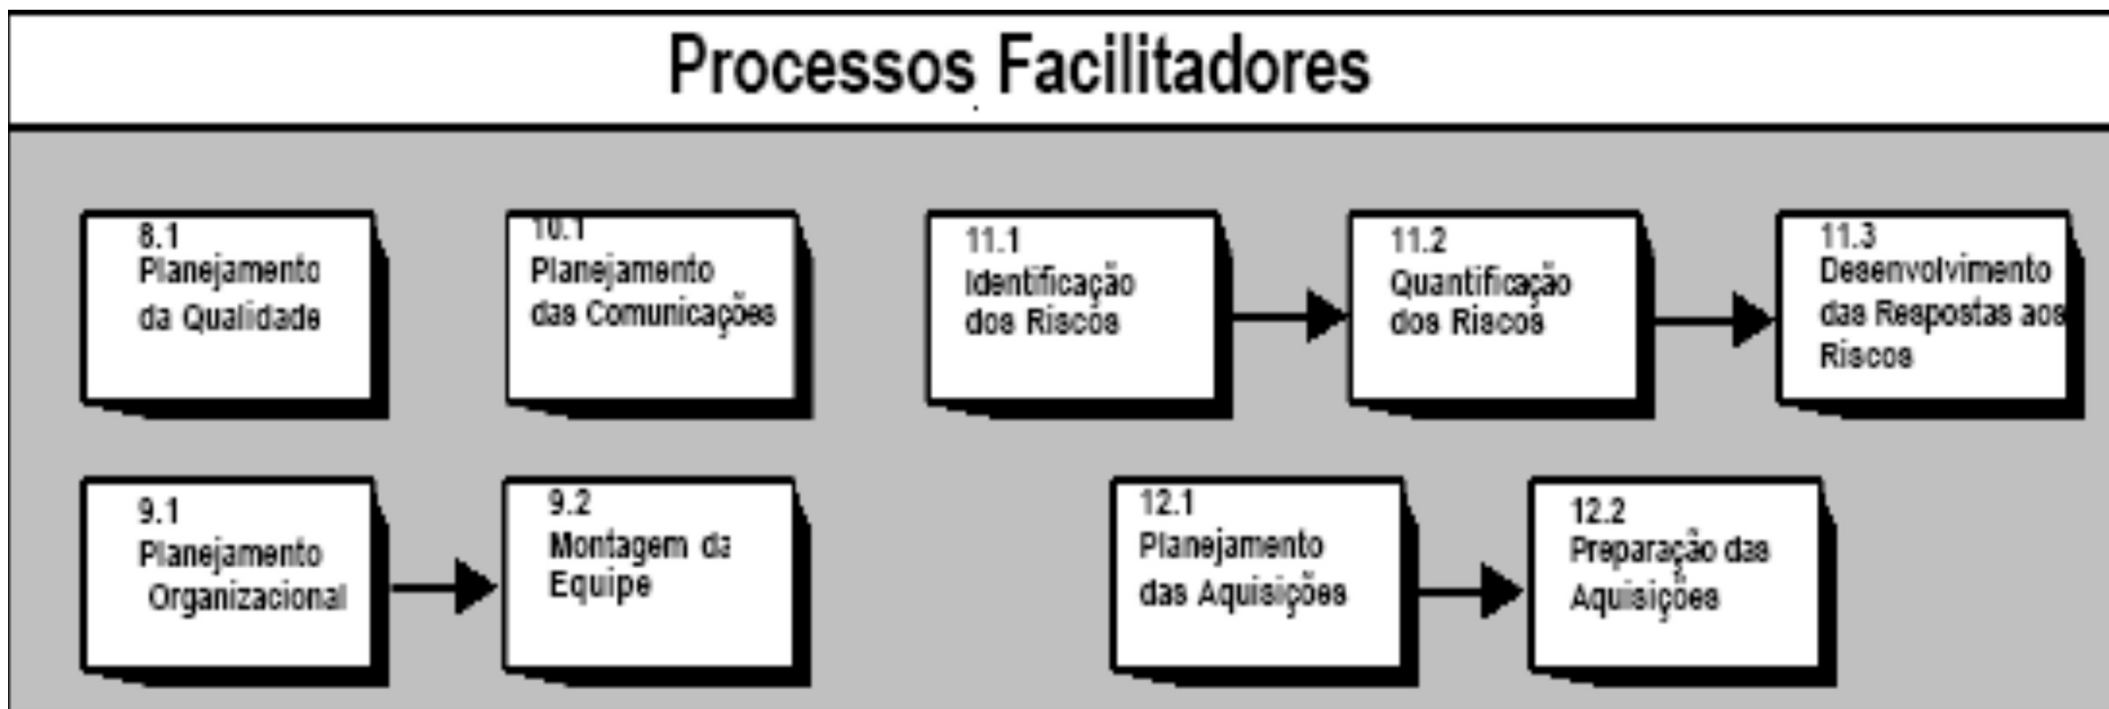 Processos Facilitadores
8.1
Planejamento
da Qualidade
10.1
Planejamento
das Comunicações
11.1
Identificação
dos Riscos
11.2
Quantificação
dos Riscos
11.3
Desenvolvimento
das Respostas aos
Riscos
9.1
Planejamento
Organizacional
9.2
Montagem da
Equipe
12.1
Planejamento
das Aquisições
12.2
Preparação das
Aquisições